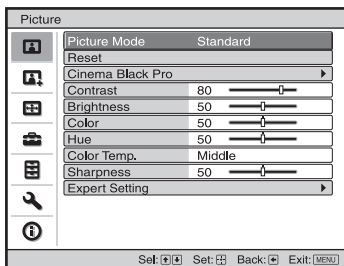 Picture
Picture Mode Standard
Reset
Cinema Black Pro
Contrast 80
Brightness 50
Color 50
Hue 50
Color Temp. Middle
Sharpness 50
Expert Setting
Sel: Set: Back: Exit: MENU